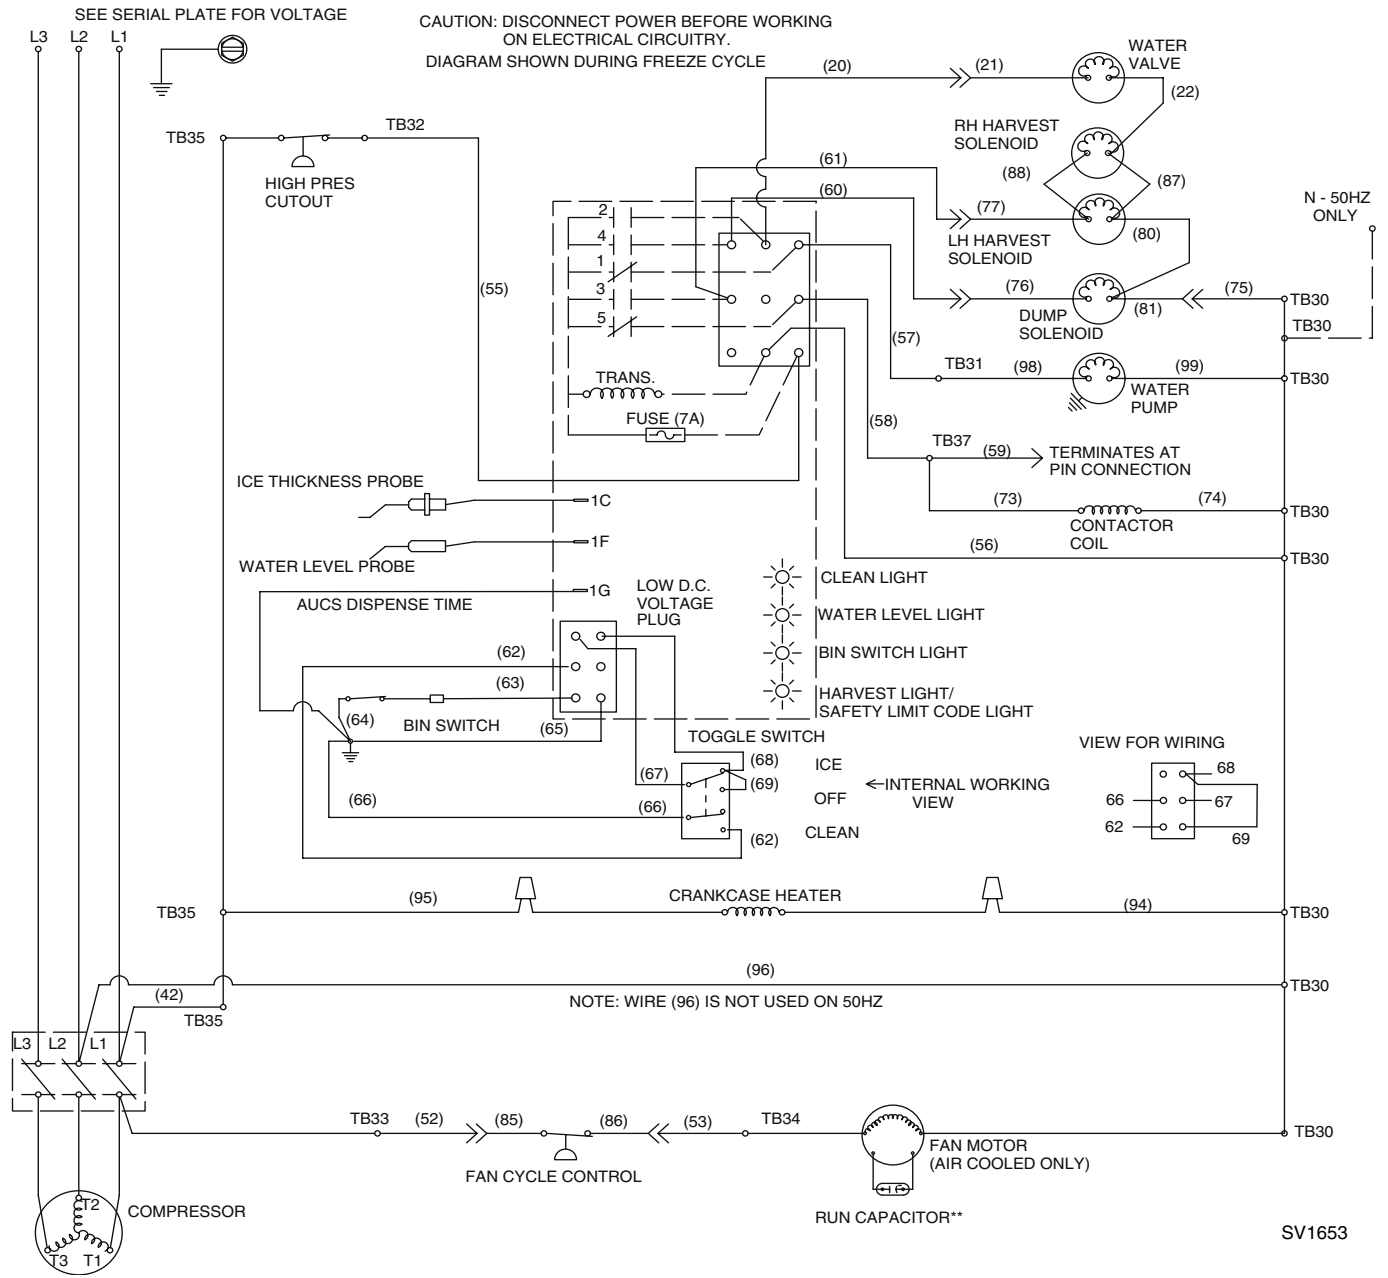 SEE SERIAL PLATE FOR VOLTAGE
L3 L2 L1
CAUTION: DISCONNECT POWER BEFORE WORKING
ON ELECTRICAL CIRCUITRY.
DIAGRAM SHOWN DURING FREEZE CYCLE
(20)
(21)
WATER
VALVE
(22)
TB35
TB32
HIGH PRES
CUTOUT
RH HARVEST
SOLENOID
(61)
(88)
(87)
(60)
N - 50HZ
ONLY
2
4
1
3
5
(77)
(80)
LH HARVEST
SOLENOID
(55)
(76)
(81)
(75)
TB30
DUMP
SOLENOID
TB30
(57)
TB31
(98)
(99)
TB30
WATER
PUMP
TRANS.
FUSE (7A)
(58)
TB37
(59)
TERMINATES AT
PIN CONNECTION
ICE THICKNESS PROBE
1C
(73)
(74)
TB30
CONTACTOR
COIL
1F
WATER LEVEL PROBE
(56)
TB30
1G
AUCS DISPENSE TIME
LOW D.C.
VOLTAGE
PLUG
CLEAN LIGHT
WATER LEVEL LIGHT
BIN SWITCH LIGHT
HARVEST LIGHT/
SAFETY LIMIT CODE LIGHT
(62)
(63)
(64)
BIN SWITCH
(65)
TOGGLE SWITCH
(68)
ICE
(67)
(69)
OFF
INTERNAL WORKING
VIEW
(66)
(66)
(62)
CLEAN
VIEW FOR WIRING
68
66
67
62
69
TB35
(95)
CRANKCASE HEATER
(94)
TB30
(96)
TB30
(42)
TB35
NOTE: WIRE (96) IS NOT USED ON 50HZ
L3 L2 L1
TB33
(52)
(85)
(86)
(53)
TB34
TB30
FAN CYCLE CONTROL
FAN MOTOR
(AIR COOLED ONLY)
RUN CAPACITOR**
T2
COMPRESSOR
T3 T1
SV1653